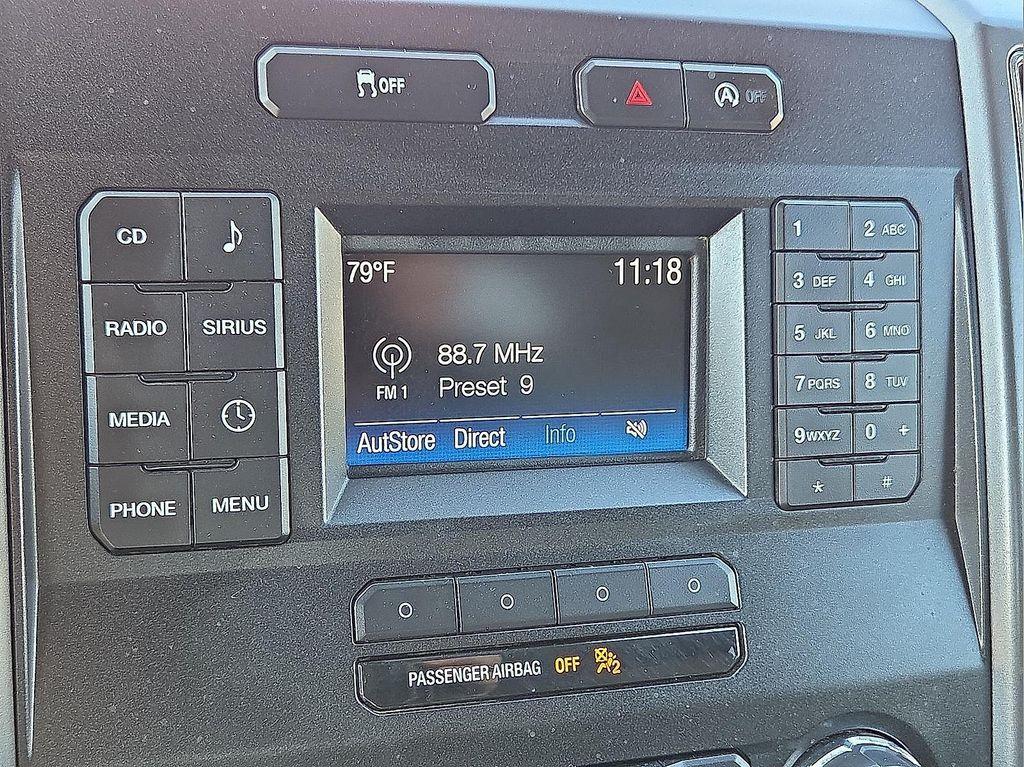 OFF
A OFF
CD
RADIO SIRIUS
MEDIA
PHONE MENU
79°F 11:18
88.7 MHz
FM 1 Preset 9
AutoStore Direct Info
1 2 ABC
3 DEF 4 GHI
5 JKL 6 MNO
7 PQRS 8 TUV
9 WXYZ 0 +
* #
PASSENGER AIRBAG OFF 2